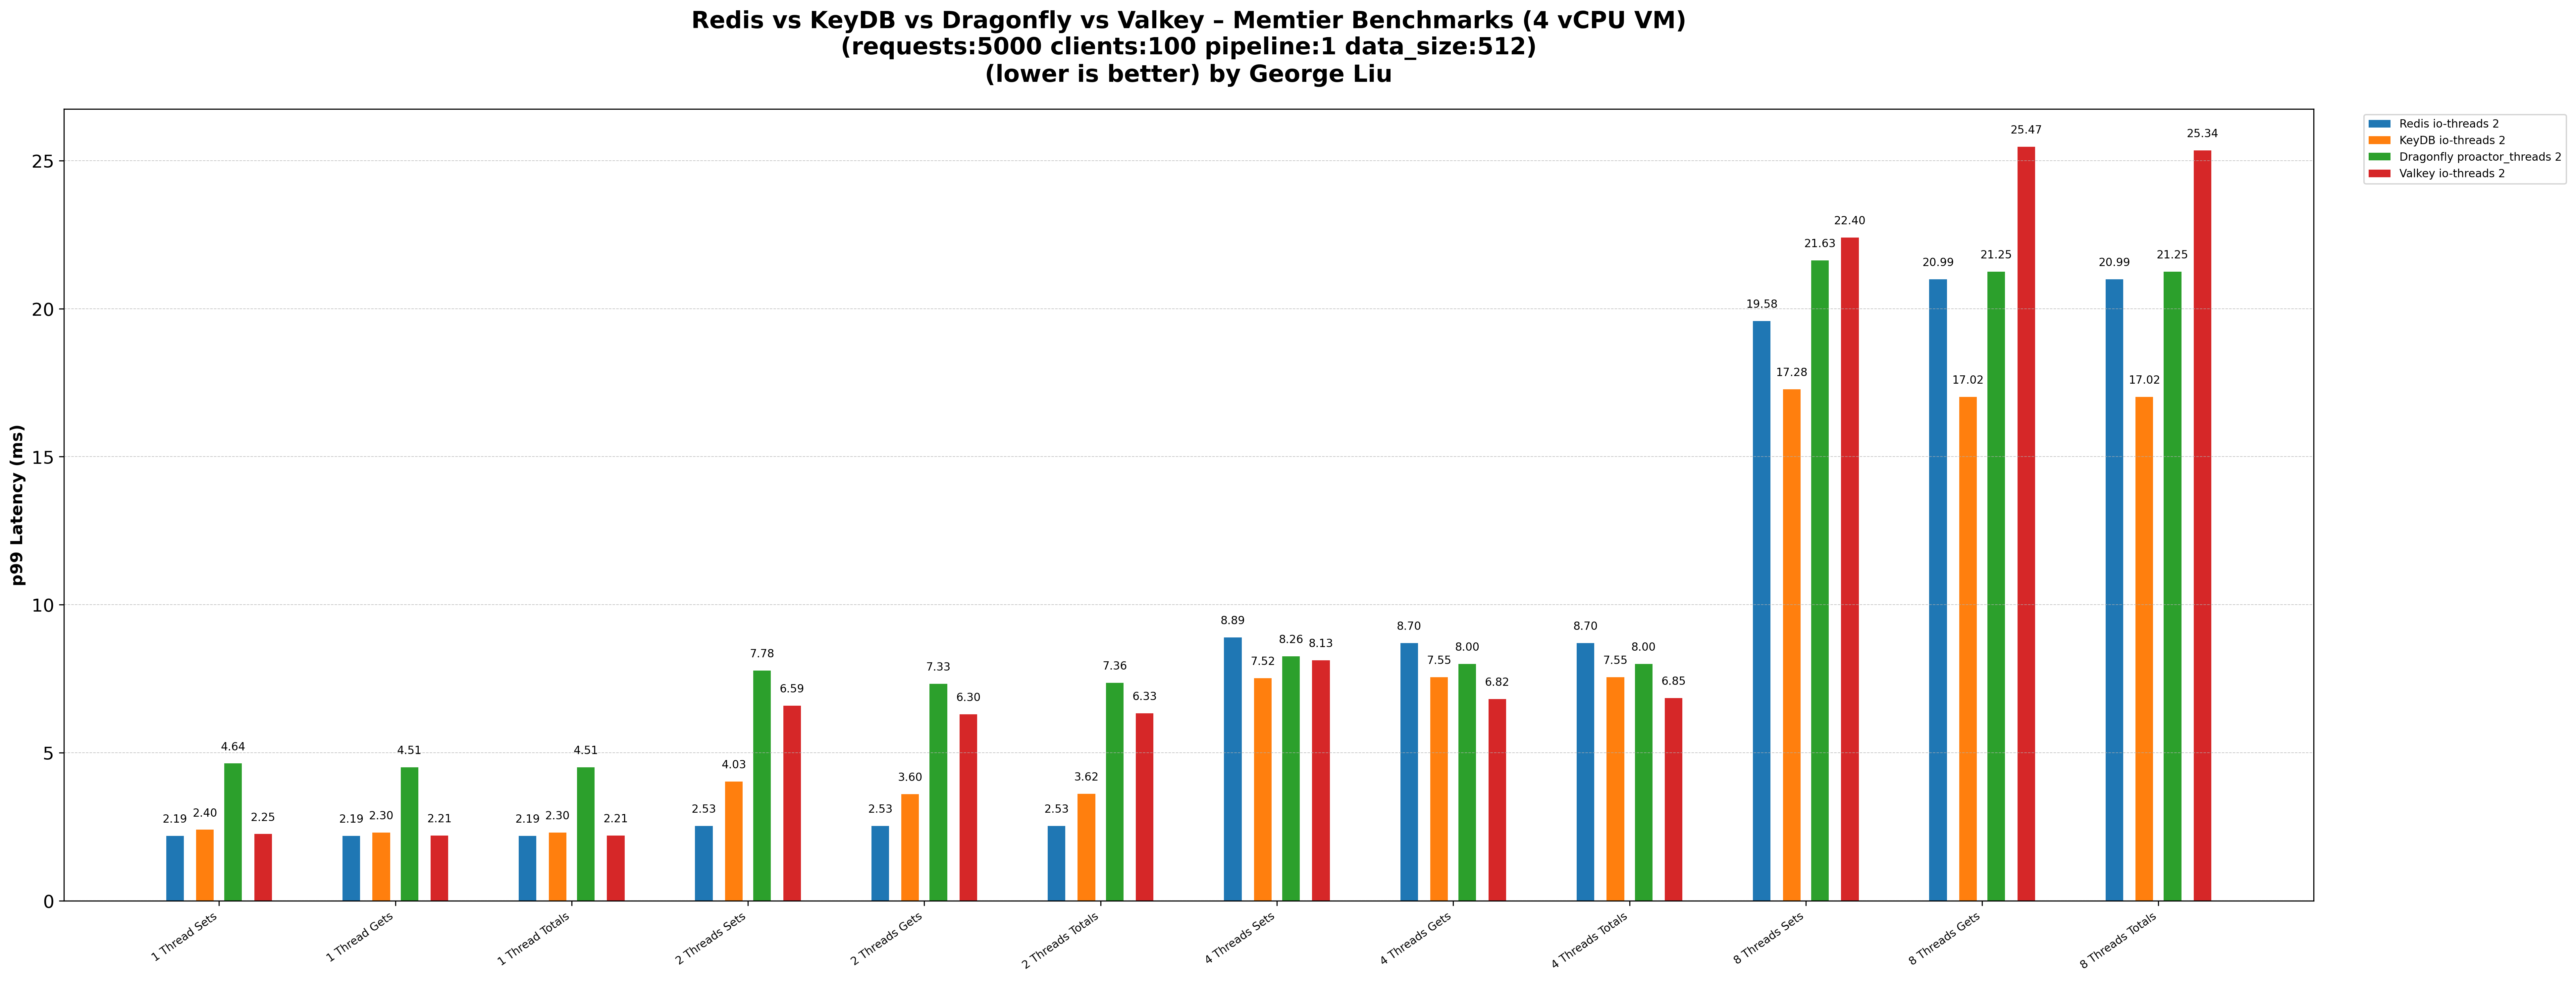 Redis vs KeyDB vs Dragonfly vs Valkey – Memtier Benchmarks (4 vCPU VM)
(requests:5000 clients:100 pipeline:1 data_size:512)
(lower is better) by George Liu
Redis io-threads 2
KeyDB io-threads 2
Dragonfly proactor_threads 2
Valkey io-threads 2
p99 Latency (ms)
25
20
15
10
5
0
2.19 2.40 4.64 2.25
2.19 2.30 4.51 2.21
2.19 2.30 4.51 2.21
2.53 4.03 7.78 6.59
2.53 3.60 7.33 6.30
2.53 3.62 7.36 6.33
8.89 7.52 8.26 8.13
8.70 7.55 8.00 6.82
8.70 7.55 8.00 6.85
19.58 17.28 21.63 22.40
20.99 17.02 21.25 25.47
20.99 17.02 21.25 25.34
1 Thread Sets
1 Thread Gets
1 Thread Totals
2 Threads Sets
2 Threads Gets
2 Threads Totals
4 Threads Sets
4 Threads Gets
4 Threads Totals
8 Threads Sets
8 Threads Gets
8 Threads Totals